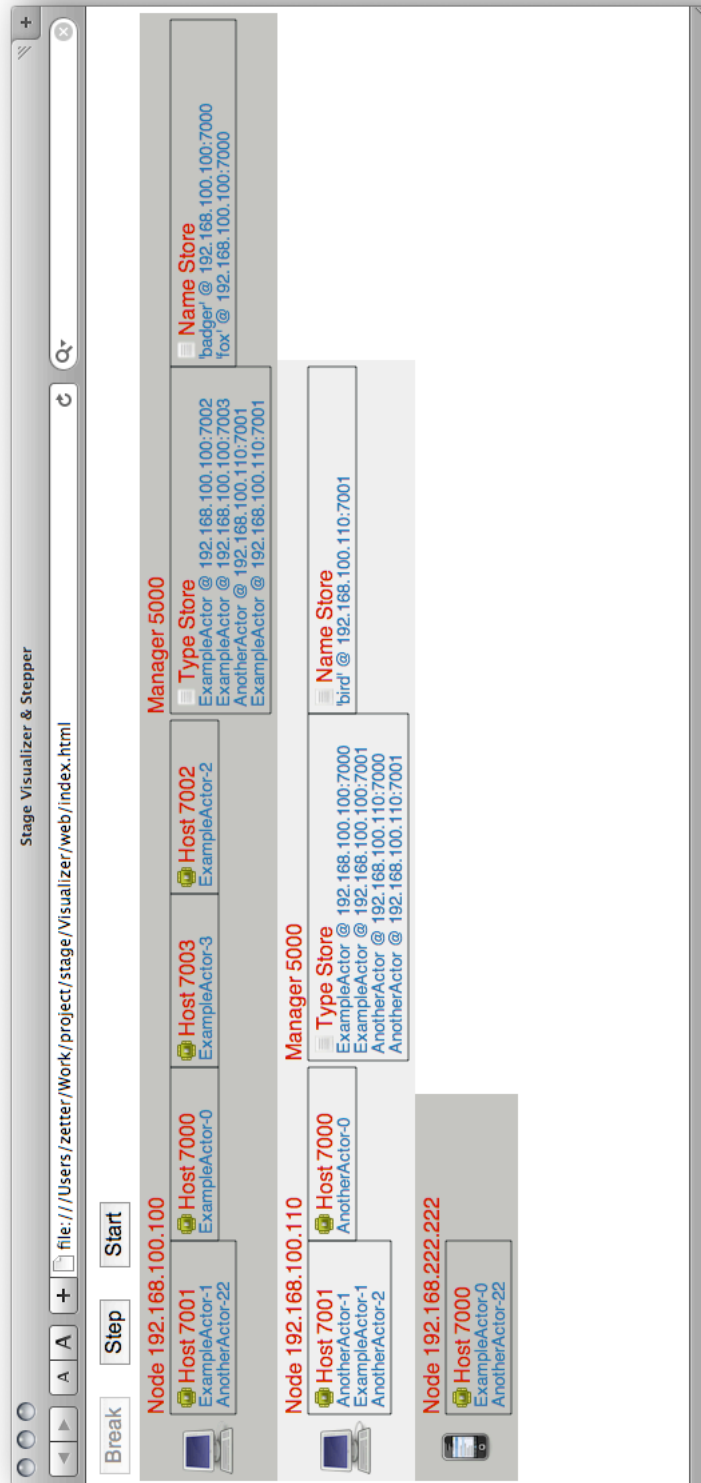 Stage Visualizer & Stepper
file:///Users/zetter/Work/project/stage/Visualizer/web/index.html
A A +
Break Step Start
Node 192.168.100.100
Host 7001
ExampleActor-1
AnotherActor-22
Host 7000
ExampleActor-0
Host 7003
ExampleActor-3
Host 7002
ExampleActor-2
Manager 5000
Type Store
ExampleActor @ 192.168.100.100:7002
ExampleActor @ 192.168.100.100:7003
AnotherActor @ 192.168.100.110:7001
ExampleActor @ 192.168.100.110:7001
Name Store
'badger' @ 192.168.100.100:7000
'fox' @ 192.168.100.100:7000
Node 192.168.100.110
Host 7001
AnotherActor-1
ExampleActor-1
AnotherActor-2
Host 7000
AnotherActor-0
Manager 5000
Type Store
ExampleActor @ 192.168.100.100:7000
ExampleActor @ 192.168.100.100:7001
AnotherActor @ 192.168.100.110:7000
AnotherActor @ 192.168.100.110:7001
Name Store
'bird' @ 192.168.100.110:7001
Node 192.168.222.222
Host 7000
ExampleActor-0
AnotherActor-22